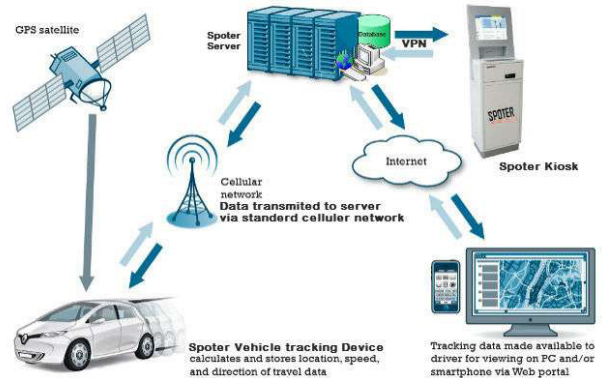 GPS satellite
Spoter
Server
Database
VPN
SPOTER
Spoter Kiosk
Internet
Cellular
network
Data transmited to server
via standerd celluler network
Spoter Vehicle tracking Device
calculates and stores location, speed,
and direction of travel data
Tracking data made available to
driver for viewing on PC and/or
smartphone via Web portal